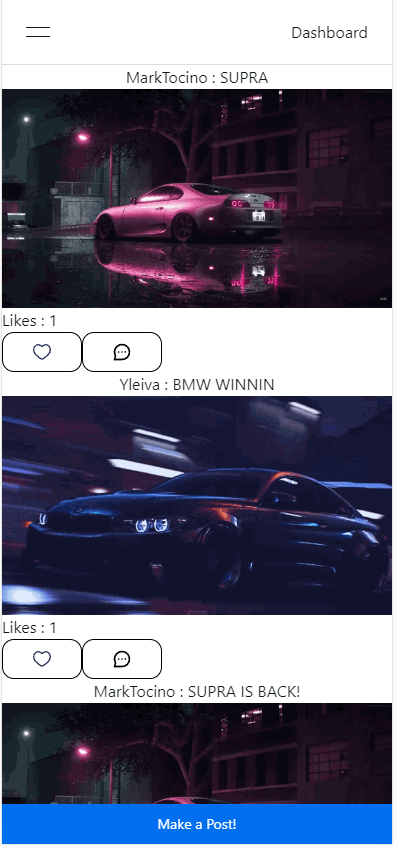 Dashboard
MarkTocino : SUPRA
Likes : 1
Yleiva : BMW WINNIN
Likes : 1
MarkTocino : SUPRA IS BACK!
Make a Post!